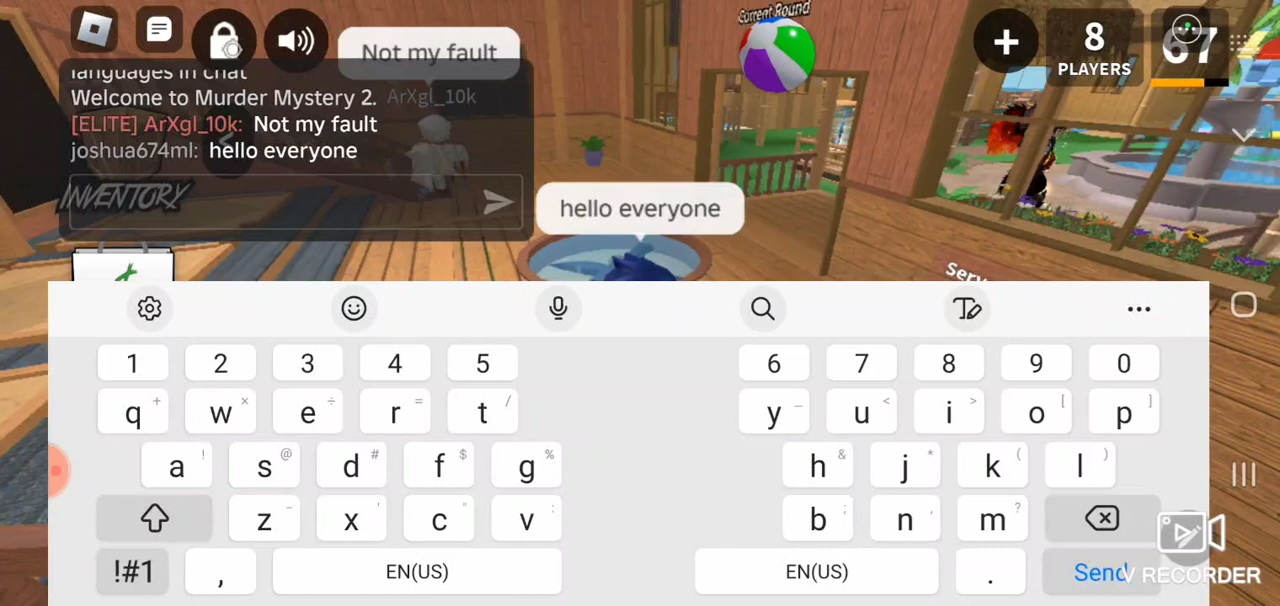 Current Round
Not my fault
8
67
PLAYERS
languages in chat
Welcome to Murder Mystery 2.
ArXgl_10k
[ELITE] ArXgl_10k: Not my fault
joshua674ml: hello everyone
INVENTORY
hello everyone
Serv
1 2 3 4 5 6 7 8 9 0
q + w × e ÷ r = t / y _ u < i > o [ p ]
a ! s @ d # f $ g % h & j * k ( l )
z - x ' c " v : b ; n , m ?
!#1 , EN(US) EN(US) . Send
V RECORDER